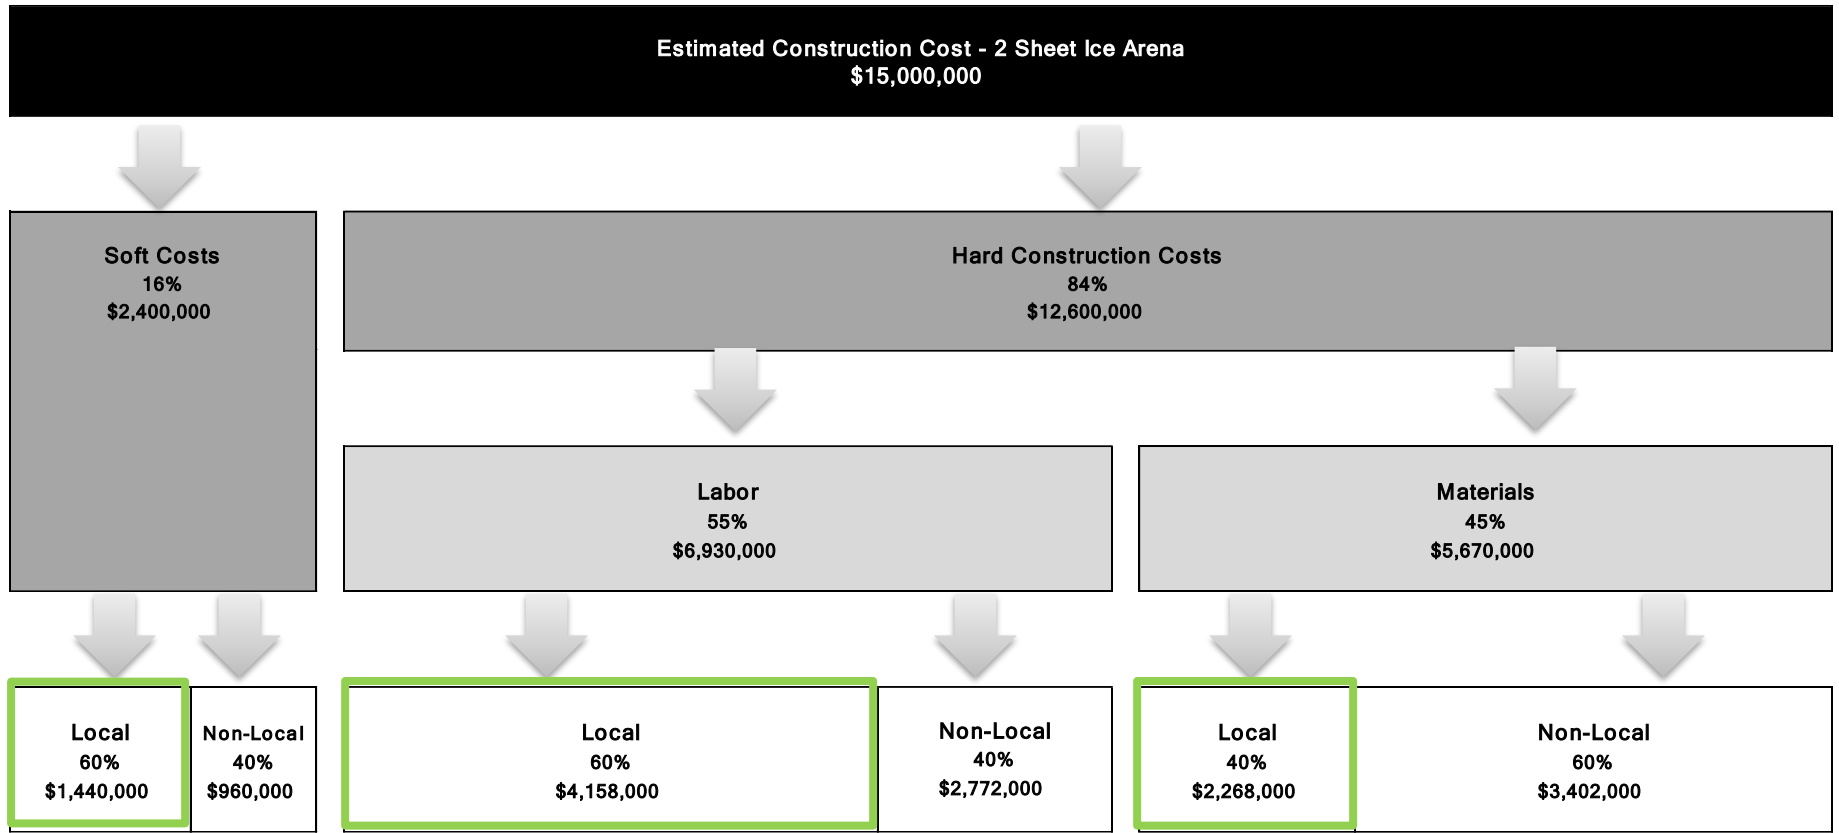 Estimated Construction Cost - 2 Sheet Ice Arena
$15,000,000
Soft Costs
16%
$2,400,000
Hard Construction Costs
84%
$12,600,000
Labor
55%
$6,930,000
Materials
45%
$5,670,000
Local
60%
$1,440,000
Non-Local
40%
$960,000
Local
60%
$4,158,000
Non-Local
40%
$2,772,000
Local
40%
$2,268,000
Non-Local
60%
$3,402,000